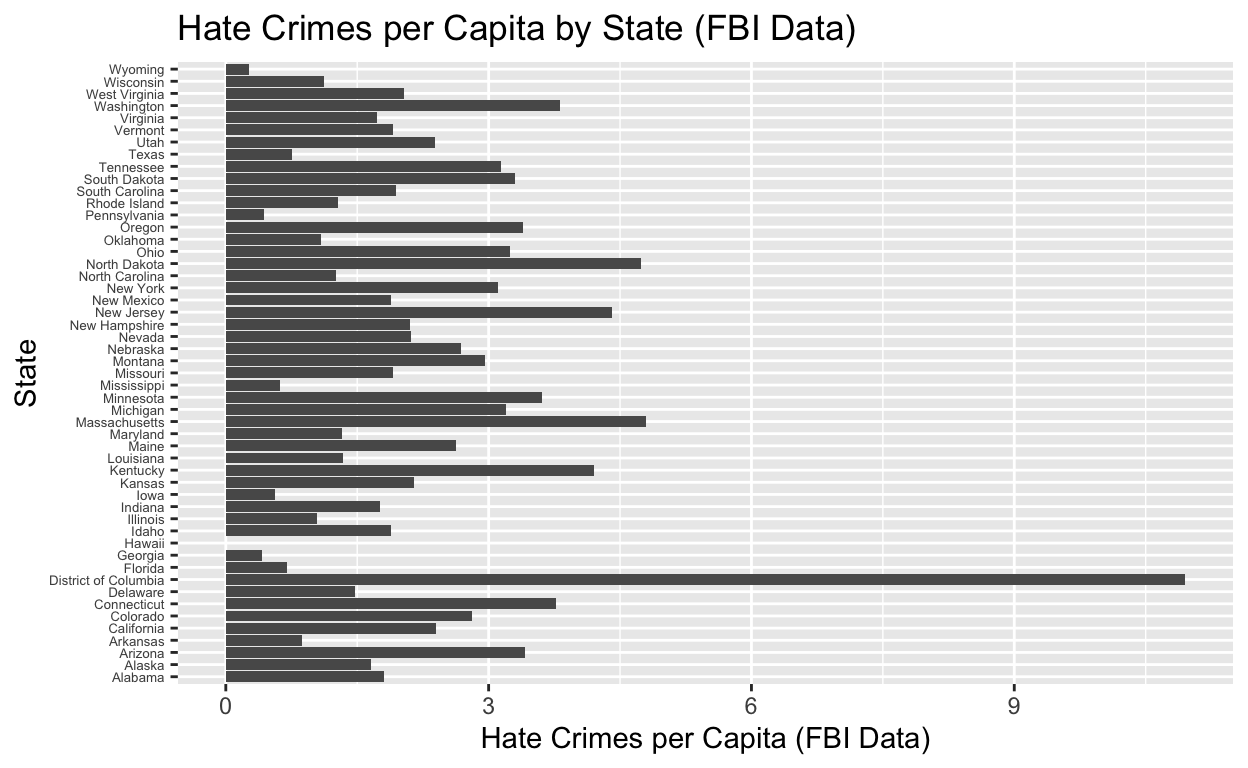 Hate Crimes per Capita by State (FBI Data)
State
Wyoming
Wisconsin
West Virginia
Washington
Virginia
Vermont
Utah
Texas
Tennessee
South Dakota
South Carolina
Rhode Island
Pennsylvania
Oregon
Oklahoma
Ohio
North Dakota
North Carolina
New York
New Mexico
New Jersey
New Hampshire
Nevada
Nebraska
Montana
Missouri
Mississippi
Minnesota
Michigan
Massachusetts
Maryland
Maine
Louisiana
Kentucky
Kansas
Iowa
Indiana
Illinois
Idaho
Hawaii
Georgia
Florida
District of Columbia
Delaware
Connecticut
Colorado
California
Arkansas
Arizona
Alaska
Alabama
0 3 6 9
Hate Crimes per Capita (FBI Data)